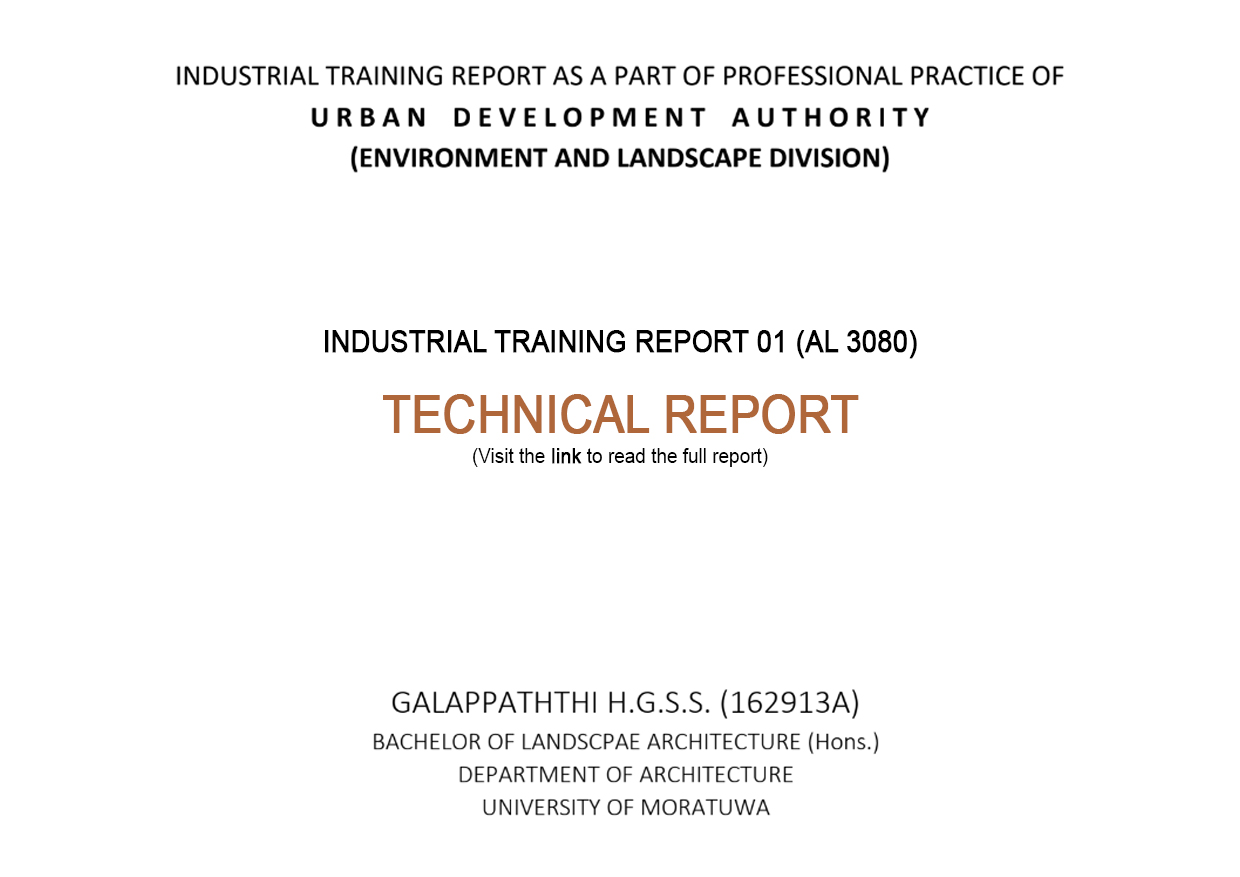 INDUSTRIAL TRAINING REPORT AS A PART OF PROFESSIONAL PRACTICE OF
URBAN DEVELOPMENT AUTHORITY
(ENVIRONMENT AND LANDSCAPE DIVISION)
INDUSTRIAL TRAINING REPORT 01 (AL 3080)
TECHNICAL REPORT
(Visit the link to read the full report)
GALAPPATHTHI H.G.S.S. (162913A)
BACHELOR OF LANDSCPAE ARCHITECTURE (Hons.)
DEPARTMENT OF ARCHITECTURE
UNIVERSITY OF MORATUWA